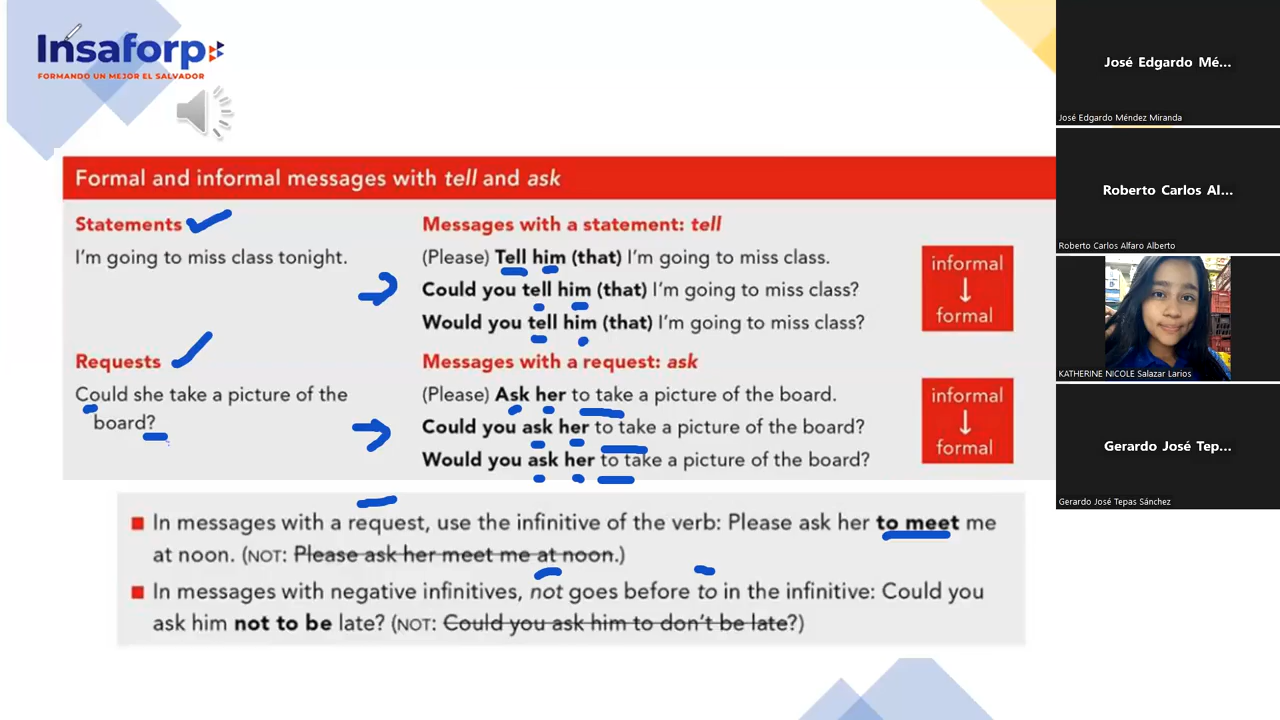 Insaforp
FORMANDO UN MEJOR EL SALVADOR
Formal and informal messages with tell and ask
Statements
I'm going to miss class tonight.
Messages with a statement: tell
(Please) Tell him (that) I'm going to miss class.
Could you tell him (that) I'm going to miss class?
Would you tell him (that) I'm going to miss class?
informal
↓
formal
Requests
Could she take a picture of the
board?
Messages with a request: ask
(Please) Ask her to take a picture of the board.
Could you ask her to take a picture of the board?
Would you ask her to take a picture of the board?
informal
↓
formal
In messages with a request, use the infinitive of the verb: Please ask her to meet me
at noon. (NOT: Please ask her meet me at noon.)
In messages with negative infinitives, not goes before to in the infinitive: Could you
ask him not to be late? (NOT: Could you ask him to don't be late?)
José Edgardo Mé...
José Edgardo Méndez Miranda
Roberto Carlos Al...
Roberto Carlos Alfaro Alberto
KATHERINE NICOLE Salazar Larios
Gerardo José Tep...
Gerardo José Tepas Sánchez